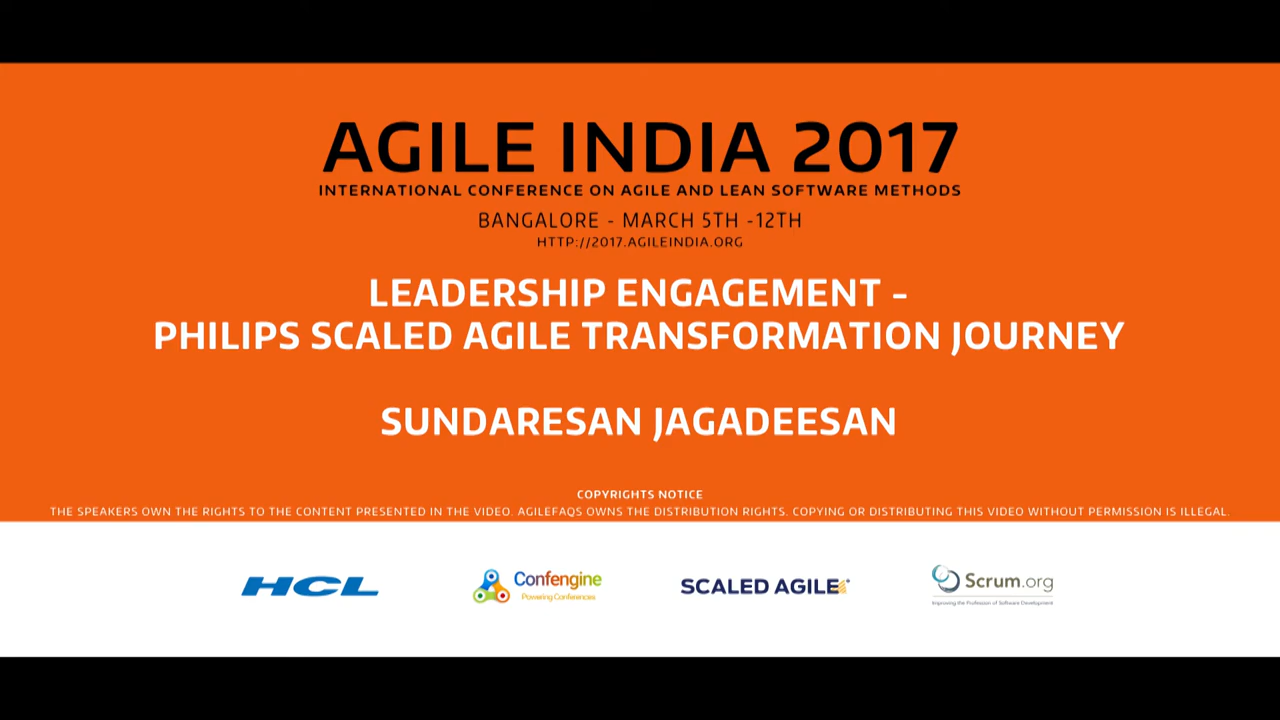 AGILE INDIA 2017
INTERNATIONAL CONFERENCE ON AGILE AND LEAN SOFTWARE METHODS
BANGALORE - MARCH 5TH -12TH
HTTP://2017.AGILEINDIA.ORG
LEADERSHIP ENGAGEMENT -
PHILIPS SCALED AGILE TRANSFORMATION JOURNEY
SUNDARESAN JAGADEESAN
COPYRIGHTS NOTICE
THE SPEAKERS OWN THE RIGHTS TO THE CONTENT PRESENTED IN THE VIDEO. AGILEFAQS OWNS THE DISTRIBUTION RIGHTS. COPYING OR DISTRIBUTING THIS VIDEO WITHOUT PERMISSION IS ILLEGAL.
HCL
Confengine
Powering Conferences
SCALED AGILE
Scrum.org
Improving the Profession of Software Development